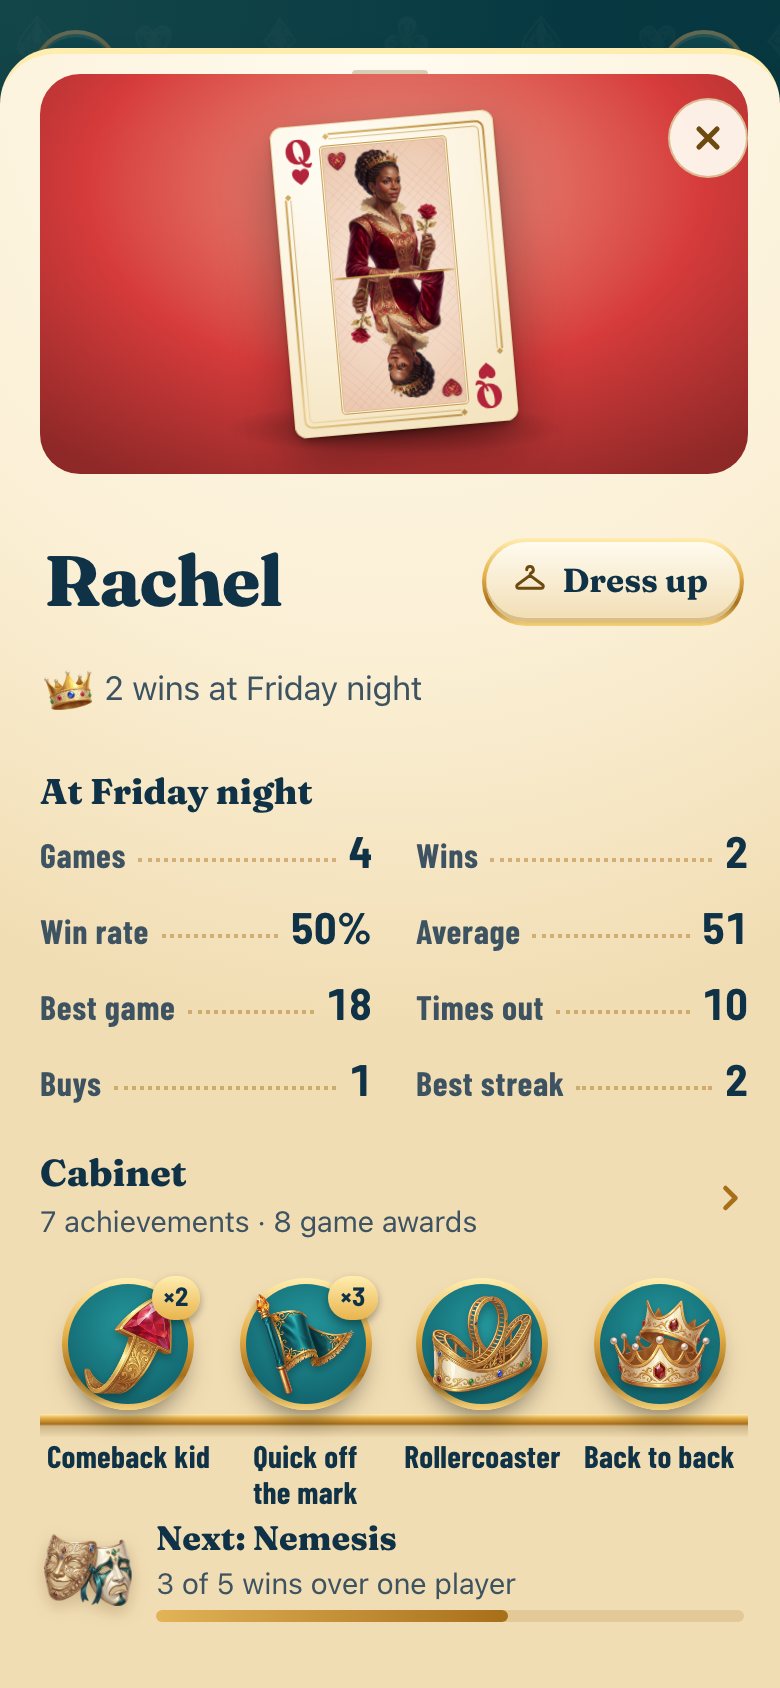 Q
Q
Rachel
Dress up
2 wins at Friday night
At Friday night
Games 4
Wins 2
Win rate 50%
Average 51
Best game 18
Times out 10
Buys 1
Best streak 2
Cabinet
7 achievements · 8 game awards
×2
×3
Comeback kid
Quick off
the mark
Rollercoaster
Back to back
Next: Nemesis
3 of 5 wins over one player